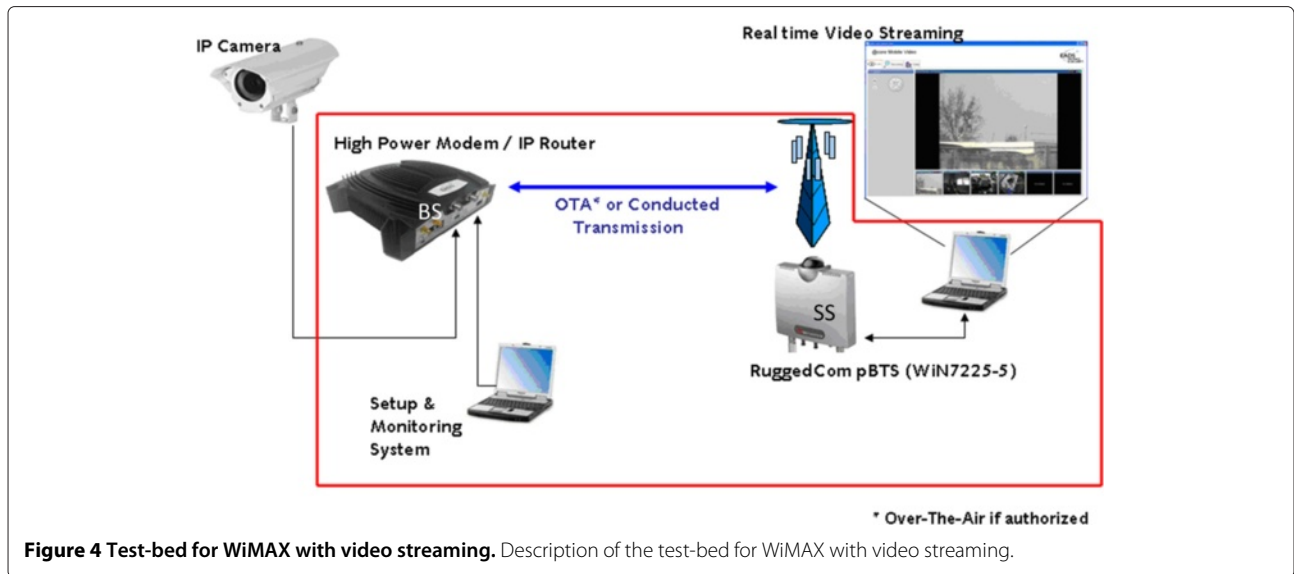 IP Camera
Real time Video Streaming
High Power Modem / IP Router
BS
OTA* or Conducted
Transmission
SS
RuggedCom pBTS (WiN7225-5)
Setup &
Monitoring
System
* Over-The-Air if authorized
Figure 4 Test-bed for WiMAX with video streaming. Description of the test-bed for WiMAX with video streaming.